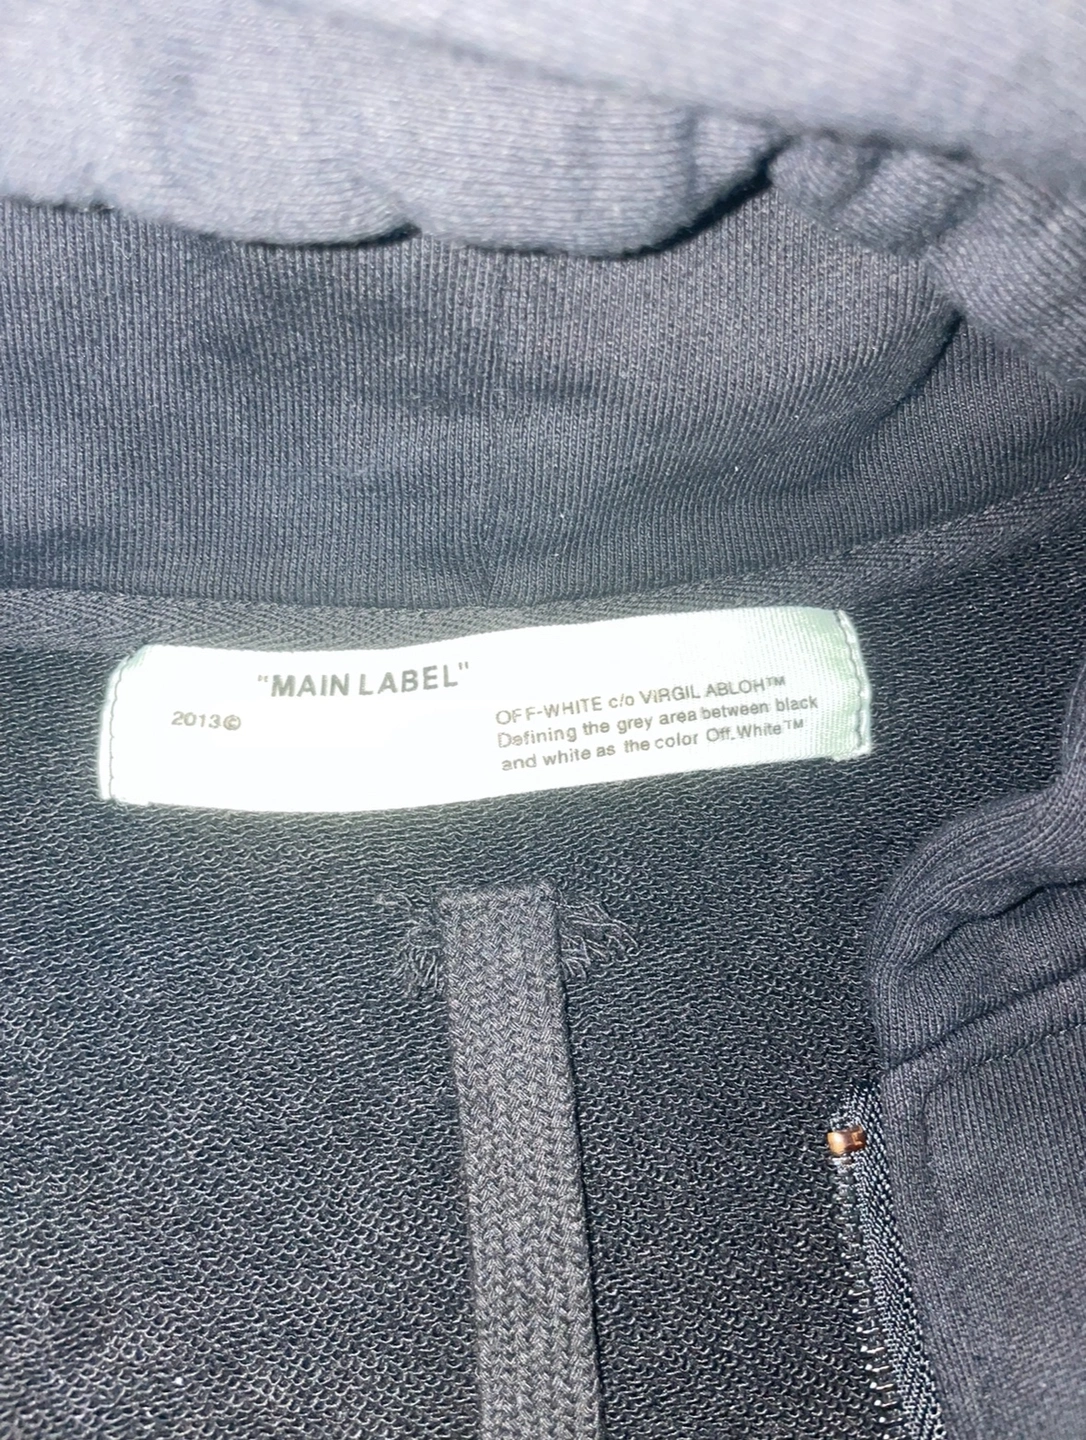 "MAIN LABEL"
2013©
OFF-WHITE c/o VIRGIL ABLOH™
Defining the grey area between black
and white as the color Off.White™